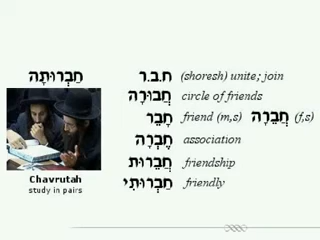 חַבְרוּתָה
Chavrutah
study in pairs
ח.ב.ר (shoresh) unite; join
חֲבוּרָה circle of friends
חָבֵר friend (m,s) חֲבֵרָה (f,s)
חֶבְרָה association
חֲבֵרוּת friendship
חַבְרוּתִי friendly